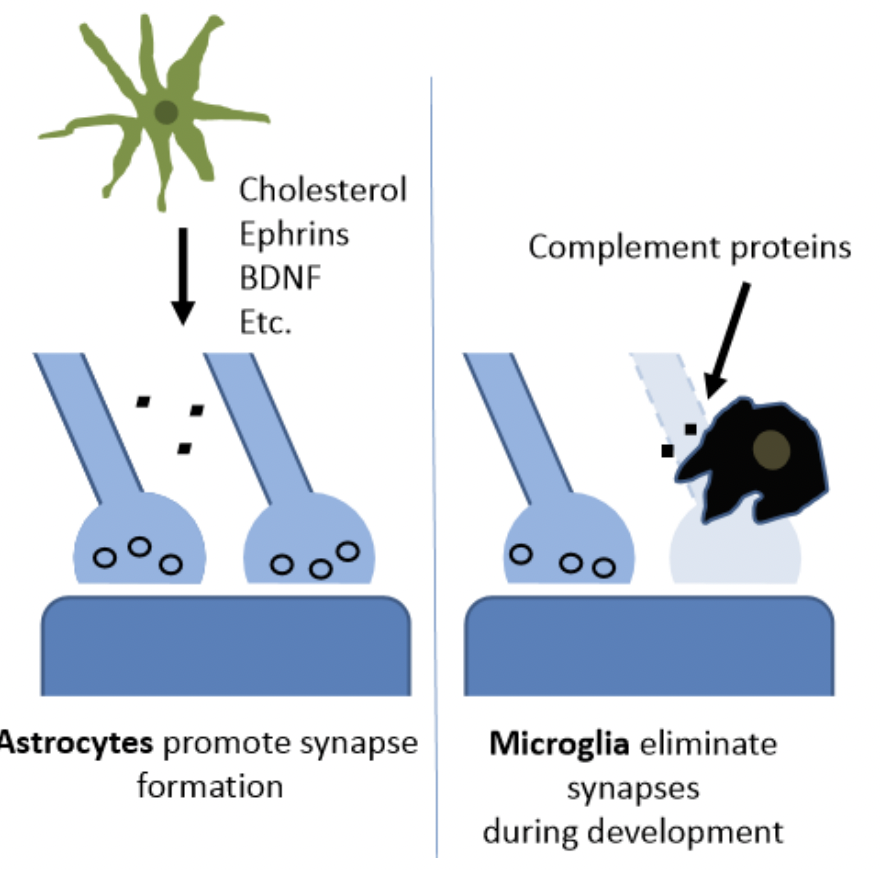 Cholesterol
Ephrins
BDNF
Etc.
Complement proteins
Astrocytes promote synapse
formation
Microglia eliminate
synapses
during development